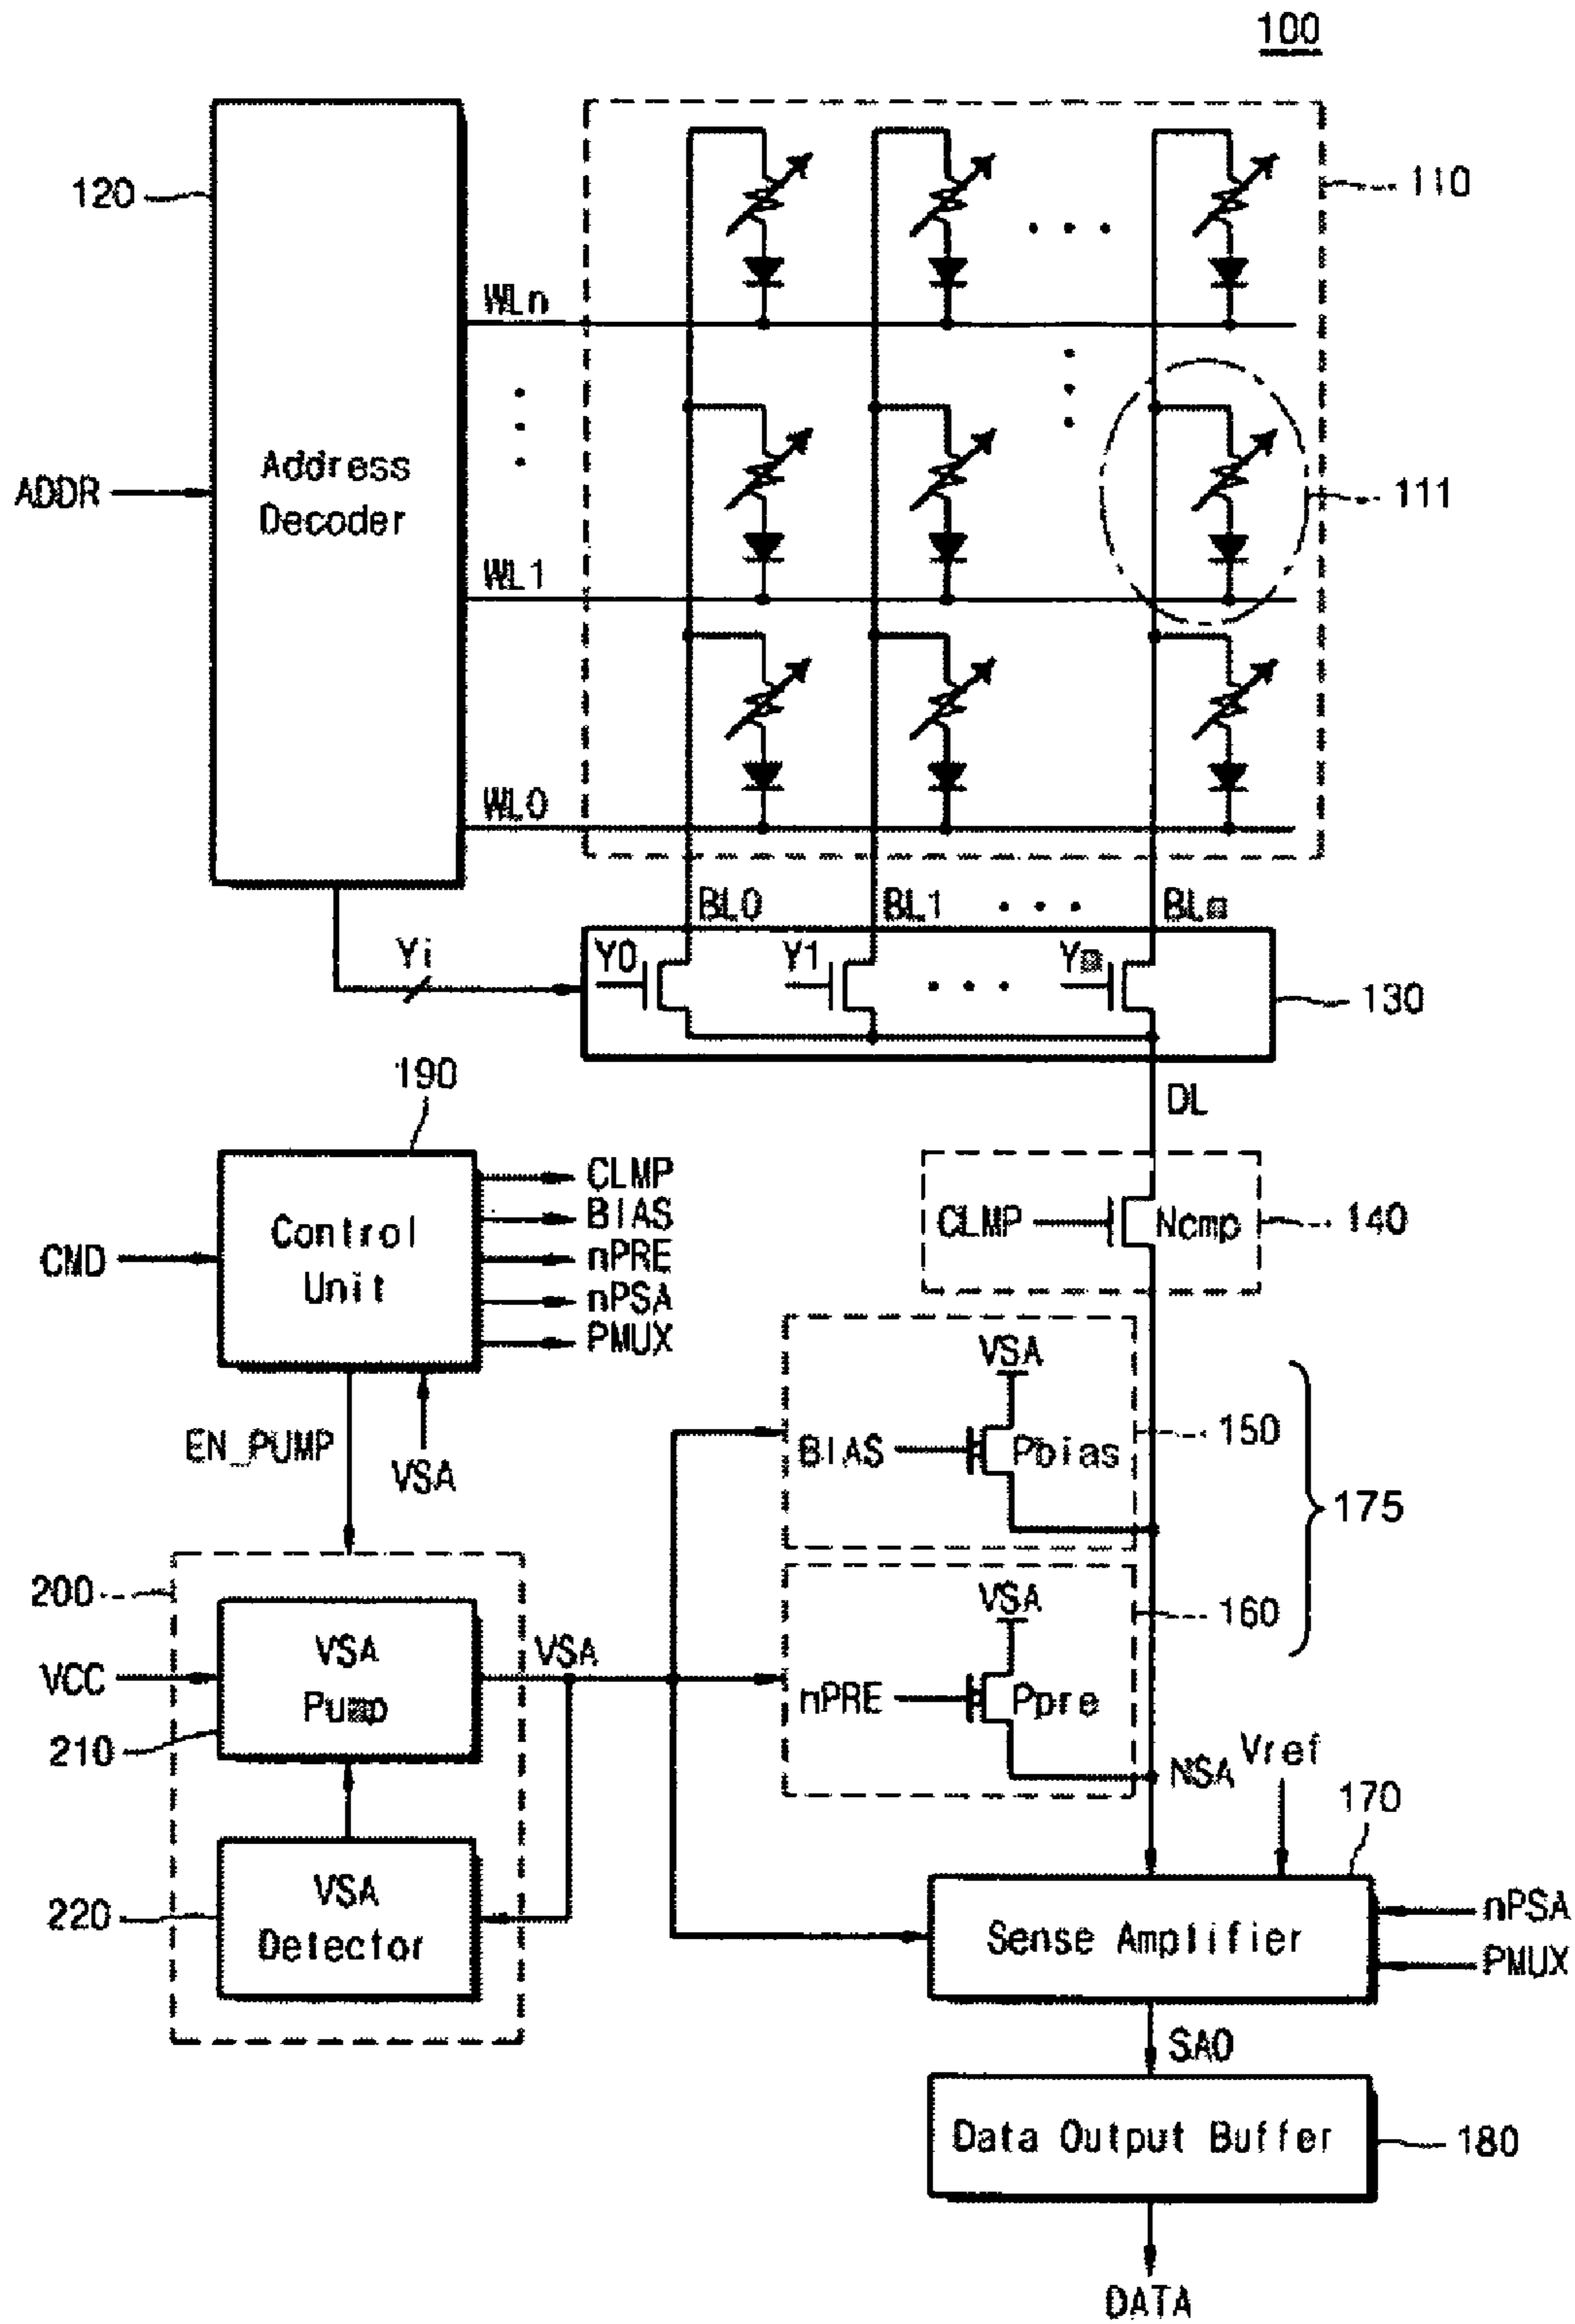 100
120
110
WLn
Address
Decoder
ADDR
111
WL1
WL0
BL0
BL1
BLm
Yi
Y0
Y1
Ym
130
190
DL
CLMP
BIAS
nPRE
nPSA
PMUX
Control
Unit
CMD
CLMP
Ncmp
140
EN_PUMP
VSA
VSA
BIAS
Pbias
150
175
200
VSA
Pump
VCC
210
VSA
VSA
nPRE
Ppre
160
NSA
Vref
170
220
VSA
Detector
Sense Amplifier
nPSA
PMUX
SAO
Data Output Buffer
180
DATA